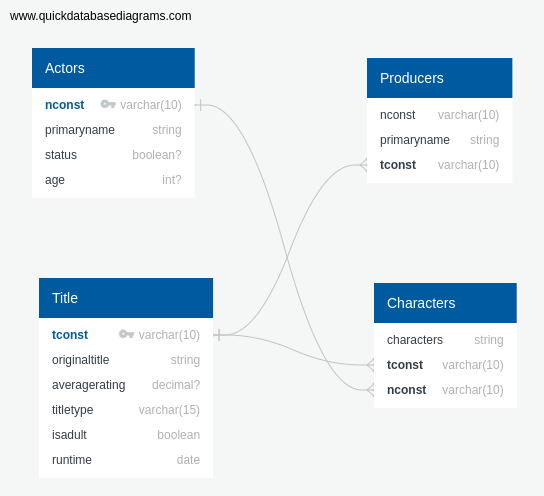 www.quickdatabasediagrams.com
Actors
nconst varchar(10)
primaryname string
status boolean?
age int?
Producers
nconst varchar(10)
primaryname string
tconst varchar(10)
Title
tconst varchar(10)
originaltitle string
averagerating decimal?
titletype varchar(15)
isadult boolean
runtime date
Characters
characters string
tconst varchar(10)
nconst varchar(10)